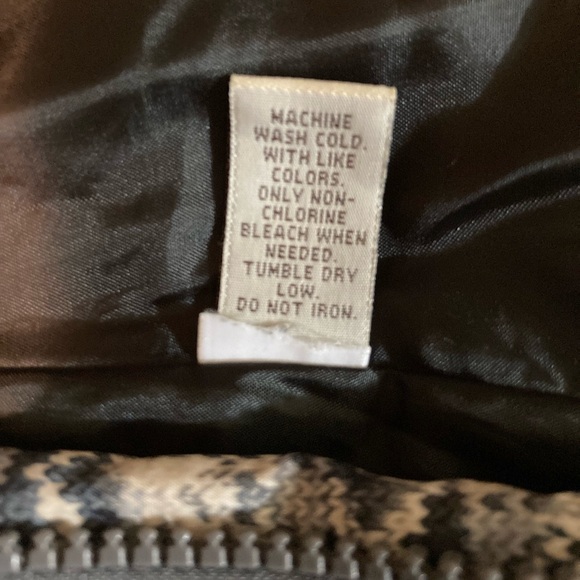 MACHINE
WASH COLD.
WITH LIKE
COLORS.
ONLY NON-
CHLORINE
BLEACH WHEN
NEEDED.
TUMBLE DRY
LOW.
DO NOT IRON.